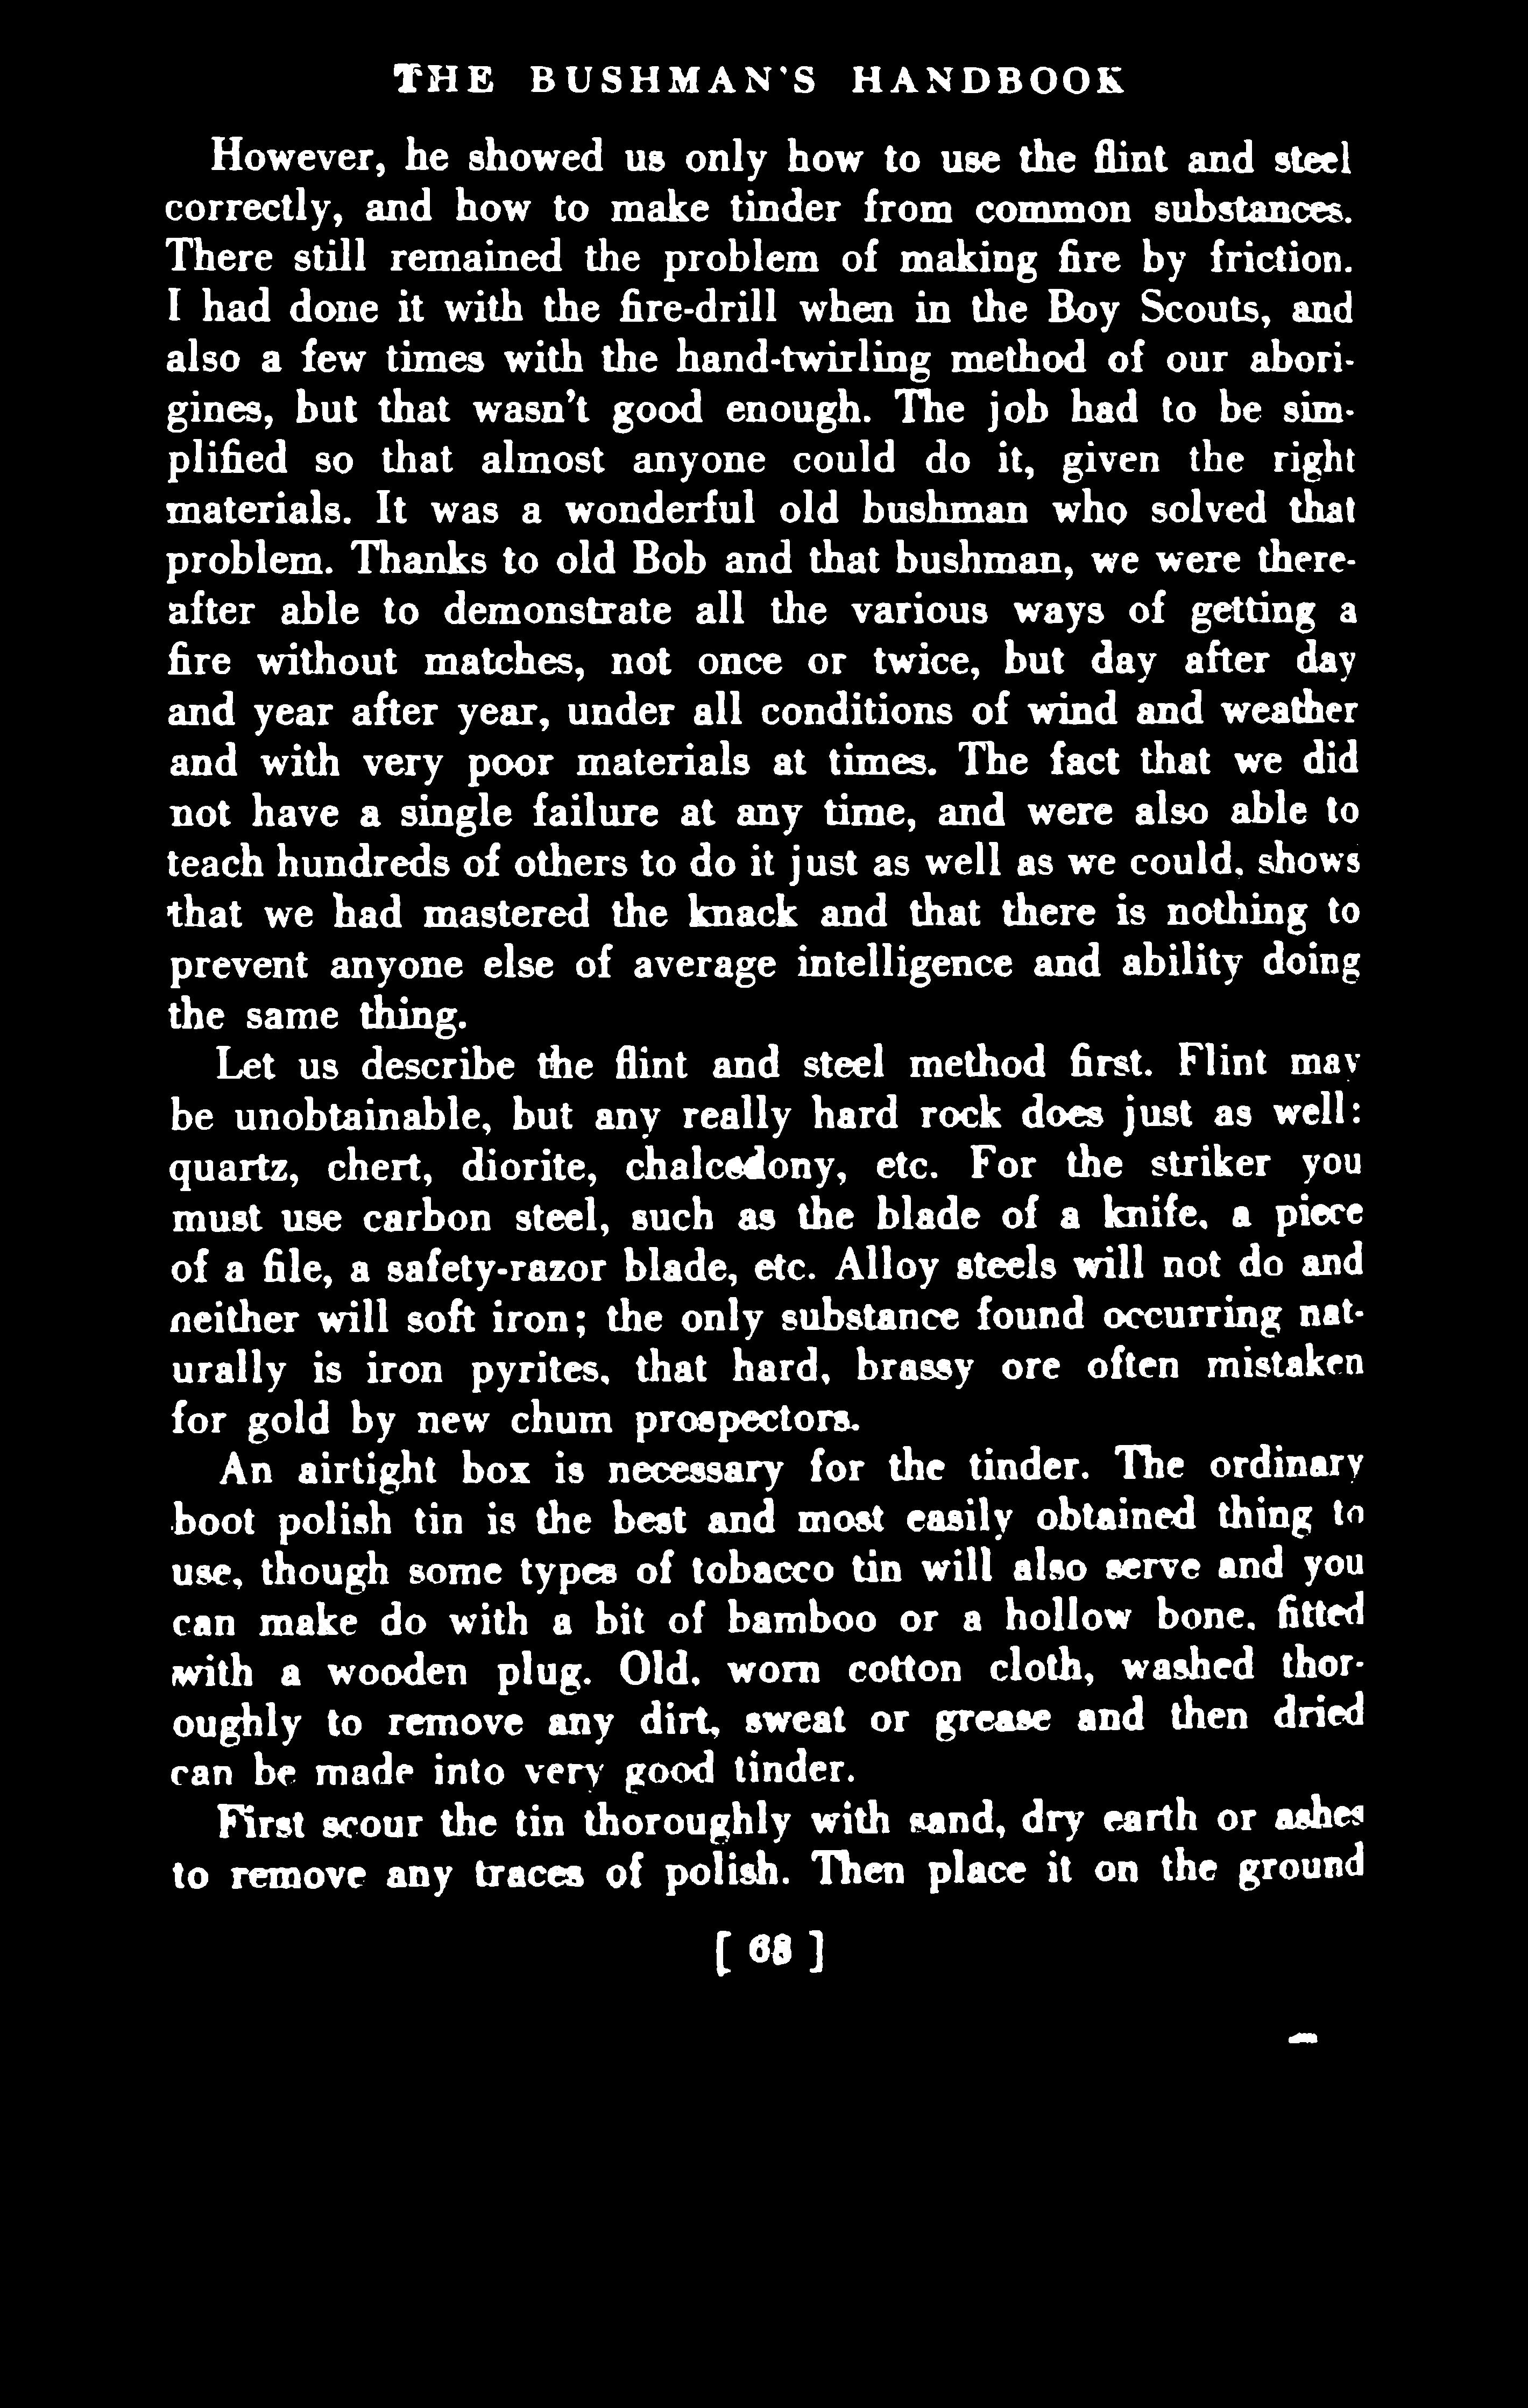 THE BUSHMAN'S HANDBOOK
However, he showed us only how to use the flint and steel
correctly, and how to make tinder from common substances.
There still remained the problem of making fire by friction.
I had done it with the fire-drill when in the Boy Scouts, and
also a few times with the hand-twirling method of our abori-
gines, but that wasn't good enough. The job had to be sim-
plified so that almost anyone could do it, given the right
materials. It was a wonderful old bushman who solved that
problem. Thanks to old Bob and that bushman, we were there-
after able to demonstrate all the various ways of getting a
fire without matches, not once or twice, but day after day
and year after year, under all conditions of wind and weather
and with very poor materials at times. The fact that we did
not have a single failure at any time, and were also able to
teach hundreds of others to do it just as well as we could, shows
that we had mastered the knack and that there is nothing to
prevent anyone else of average intelligence and ability doing
the same thing.
Let us describe the flint and steel method first. Flint may
be unobtainable, but any really hard rock does just as well:
quartz, chert, diorite, chalcedony, etc. For the striker you
must use carbon steel, such as the blade of a knife, a piece
of a file, a safety-razor blade, etc. Alloy steels will not do and
neither will soft iron; the only substance found occurring nat-
urally is iron pyrites, that hard, brassy ore often mistaken
for gold by new chum prospectors.
An airtight box is necessary for the tinder. The ordinary
boot polish tin is the best and most easily obtained thing to
use, though some types of tobacco tin will also serve and you
can make do with a bit of bamboo or a hollow bone, fitted
with a wooden plug. Old, worn cotton cloth, washed thor-
oughly to remove any dirt, sweat or grease and then dried
can be made into very good tinder.
First scour the tin thoroughly with sand, dry earth or ashes
to remove any traces of polish. Then place it on the ground
[ 68 ]